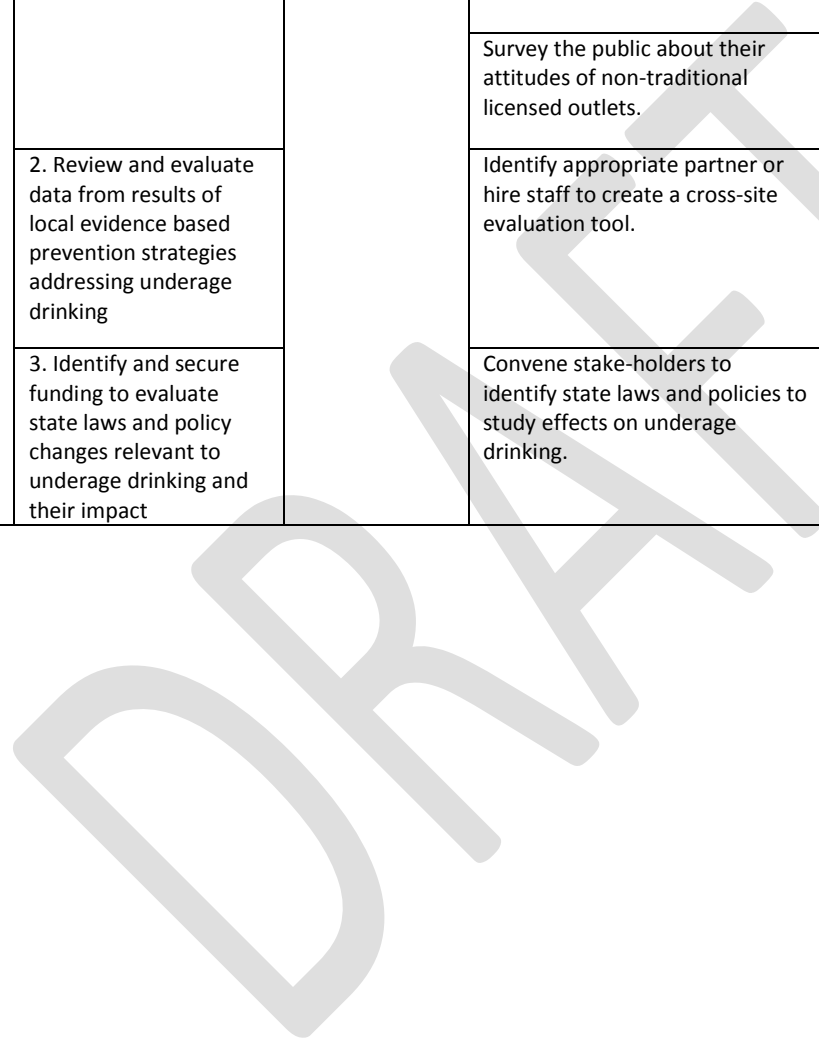 Survey the public about their
attitudes of non-traditional
licensed outlets.
2. Review and evaluate
data from results of
local evidence based
prevention strategies
addressing underage
drinking
Identify appropriate partner or
hire staff to create a cross-site
evaluation tool.
3. Identify and secure
funding to evaluate
state laws and policy
changes relevant to
underage drinking and
their impact
Convene stake-holders to
identify state laws and policies to
study effects on underage
drinking.
DRAFT